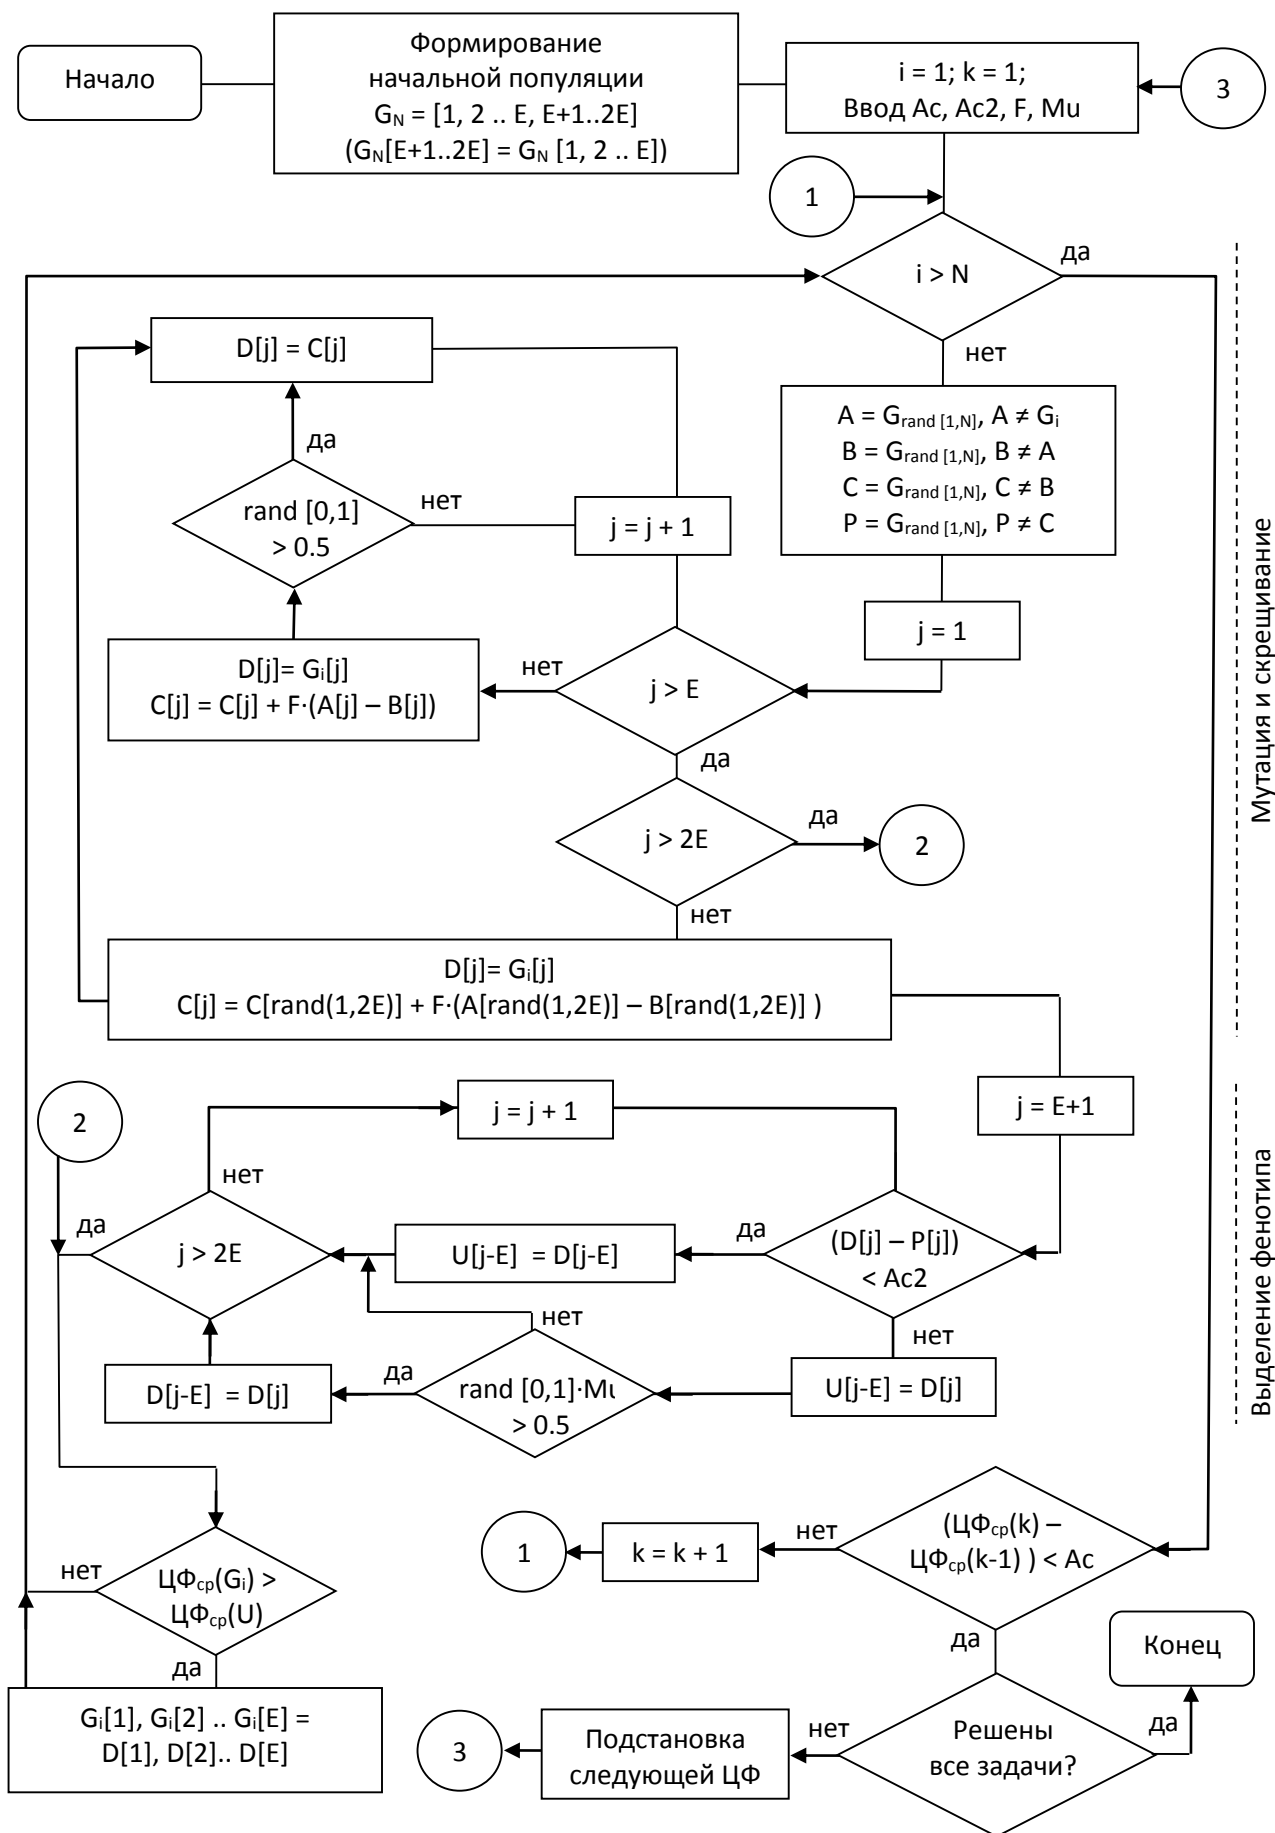 Начало
Формирование
начальной популяции
G_N = [1, 2 .. E, E+1..2E]
(G_N[E+1..2E] = G_N [1, 2 .. E])
i = 1; k = 1;
Ввод Ac, Ac2, F, Mu
3
1
i > N
да
нет
D[j] = C[j]
да
rand [0,1]
> 0.5
нет
j = j + 1
A = G_rand [1,N], A ≠ G_i
B = G_rand [1,N], B ≠ A
C = G_rand [1,N], C ≠ B
P = G_rand [1,N], P ≠ C
j = 1
D[j]= G_i[j]
C[j] = C[j] + F·(A[j] – B[j])
нет
j > E
да
j > 2E
да
2
нет
D[j]= G_i[j]
C[j] = C[rand(1,2E)] + F·(A[rand(1,2E)] – B[rand(1,2E)] )
Мутация и скрещивание
2
j = j + 1
j = E+1
нет
да
j > 2E
U[j-E] = D[j-E]
да
(D[j] – P[j])
< Ac2
нет
нет
D[j-E] = D[j]
да
rand [0,1]·Mu
> 0.5
U[j-E] = D[j]
Выделение фенотипа
нет
ЦФ_ср(G_i) >
ЦФ_ср(U)
да
G_i[1], G_i[2] .. G_i[E] =
D[1], D[2].. D[E]
1
k = k + 1
нет
(ЦФ_ср(k) –
ЦФ_ср(k-1) ) < Ac
да
Конец
3
Подстановка
следующей ЦФ
нет
Решены
все задачи?
да